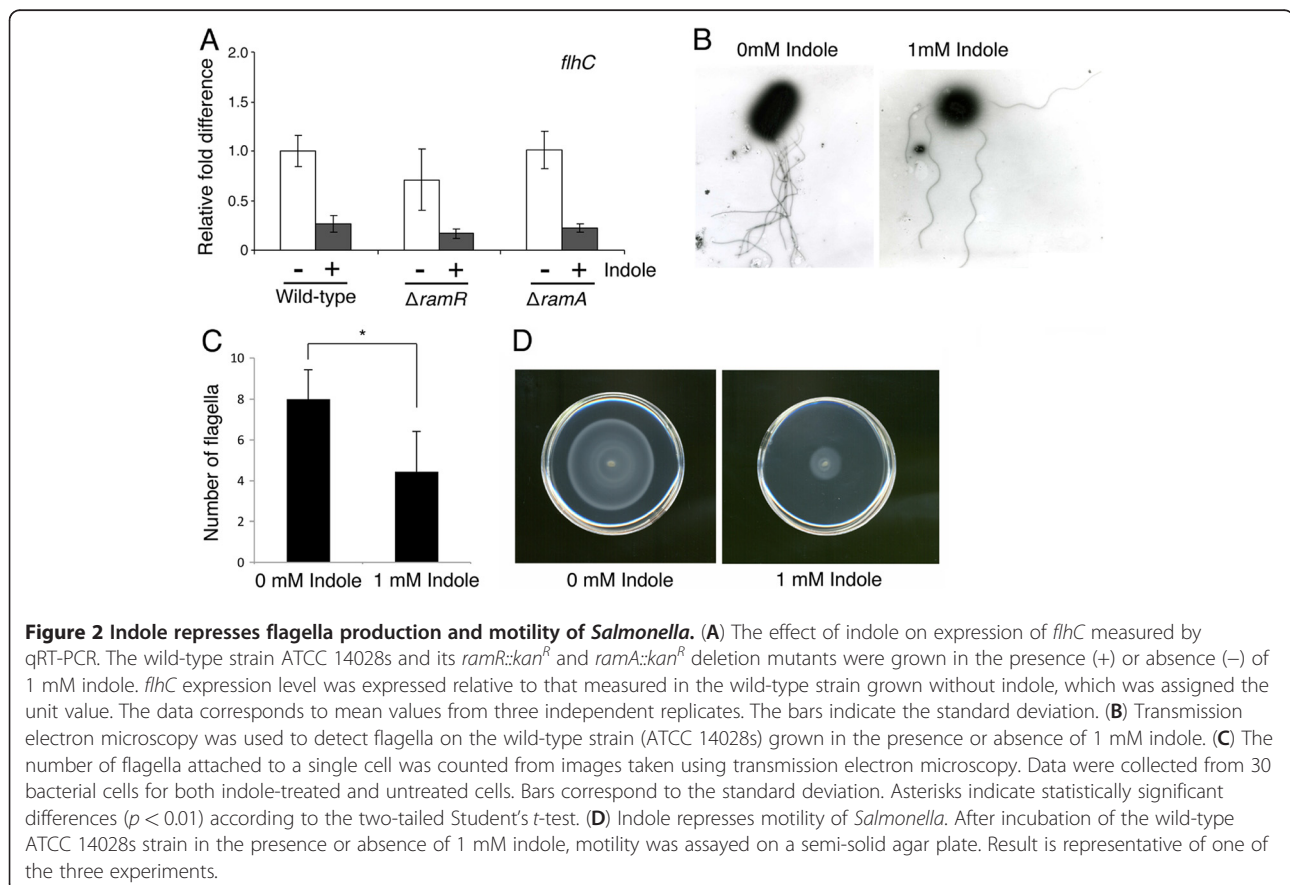 A
2.0
1.5
1.0
0.5
0
Relative fold difference
flhC
- + - + - + Indole
Wild-type ΔramR ΔramA
B
0mM Indole 1mM Indole
C
*
10
8
6
4
2
0
Number of flagella
0 mM Indole 1 mM Indole
D
0 mM Indole 1 mM Indole
Figure 2 Indole represses flagella production and motility of Salmonella. (A) The effect of indole on expression of flhC measured by
qRT-PCR. The wild-type strain ATCC 14028s and its ramR::kanᴿ and ramA::kanᴿ deletion mutants were grown in the presence (+) or absence (−) of
1 mM indole. flhC expression level was expressed relative to that measured in the wild-type strain grown without indole, which was assigned the
unit value. The data corresponds to mean values from three independent replicates. The bars indicate the standard deviation. (B) Transmission
electron microscopy was used to detect flagella on the wild-type strain (ATCC 14028s) grown in the presence or absence of 1 mM indole. (C) The
number of flagella attached to a single cell was counted from images taken using transmission electron microscopy. Data were collected from 30
bacterial cells for both indole-treated and untreated cells. Bars correspond to the standard deviation. Asterisks indicate statistically significant
differences (p < 0.01) according to the two-tailed Student's t-test. (D) Indole represses motility of Salmonella. After incubation of the wild-type
ATCC 14028s strain in the presence or absence of 1 mM indole, motility was assayed on a semi-solid agar plate. Result is representative of one of
the three experiments.